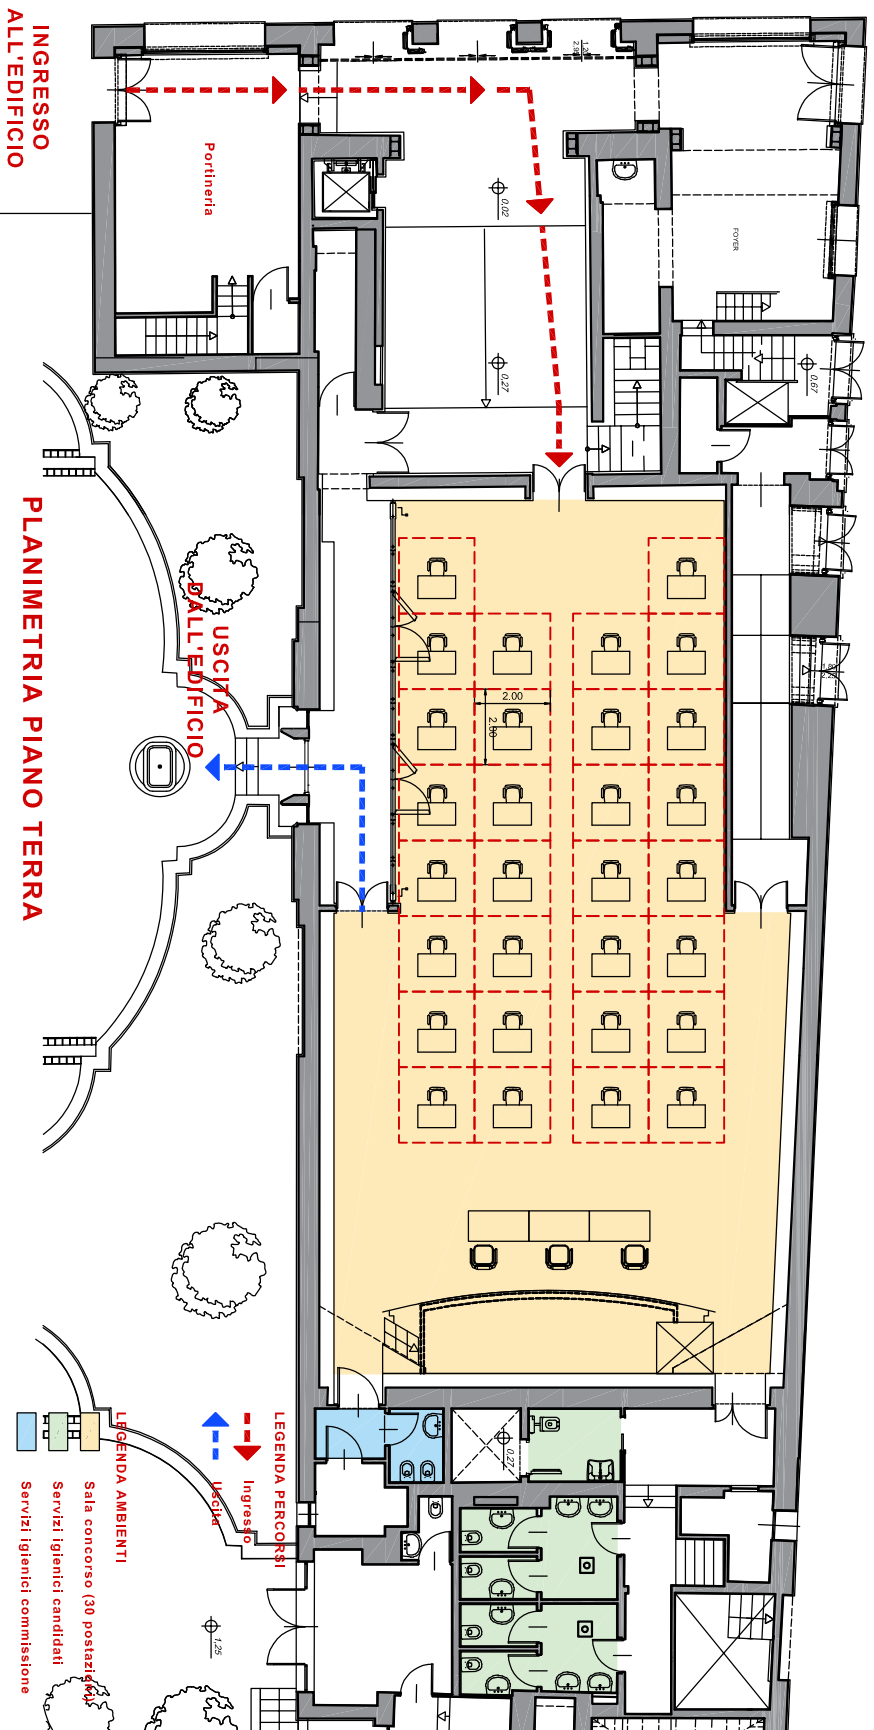 INGRESSO
ALL'EDIFICIO
Portineria
FOYER
0,02
0.27
0,67
PLANIMETRIA PIANO TERRA
USCITA
DALL'EDIFICIO
2.00
2.00
0,27
1,25
LEGENDA PERCORSI
Ingresso
Uscita
LEGENDA AMBIENTI
Sala concorso (30 postazioni)
Servizi igienici candidati
Servizi igienici commissione